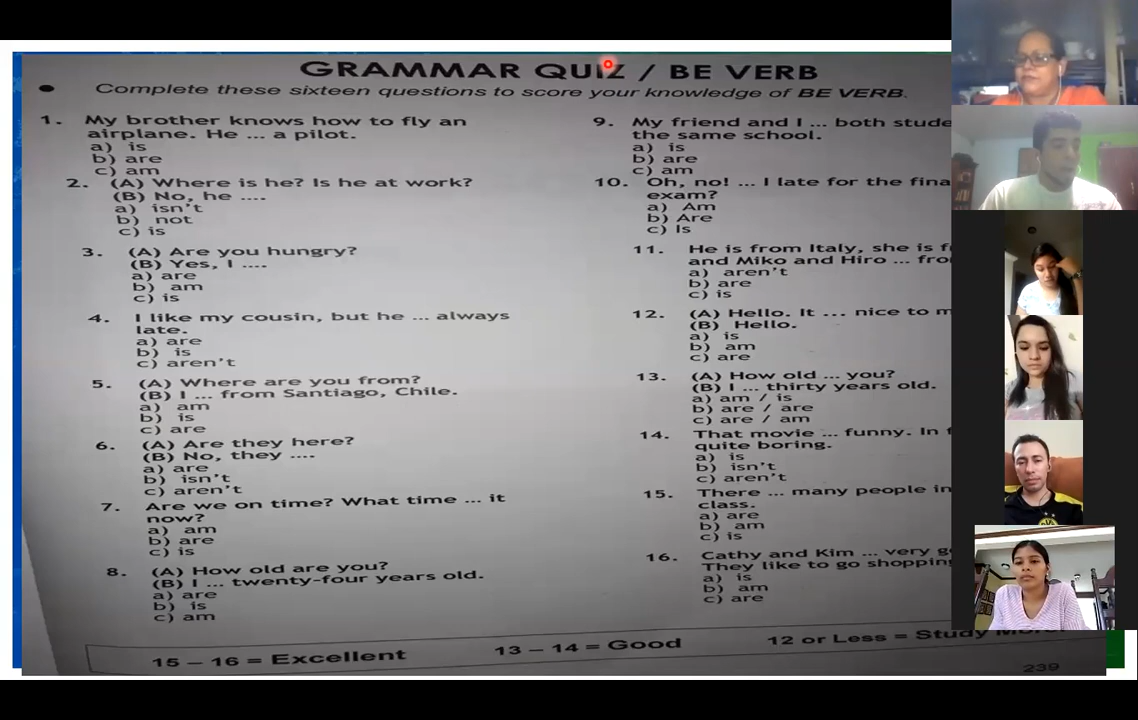 GRAMMAR QUIZ / BE VERB
Complete these sixteen questions to score your knowledge of BE VERB.
1. My brother knows how to fly an
airplane. He ... a pilot.
a) is
b) are
c) am
2. (A) Where is he? Is he at work?
(B) No, he ....
a) isn't
b) not
c) is
3. (A) Are you hungry?
(B) Yes, I ....
a) are
b) am
c) is
4. I like my cousin, but he ... always
late.
a) are
b) is
c) aren't
5. (A) Where are you from?
(B) I ... from Santiago, Chile.
a) am
b) is
c) are
6. (A) Are they here?
(B) No, they ....
a) are
b) isn't
c) aren't
7. Are we on time? What time ... it
now?
a) am
b) are
c) is
8. (A) How old are you?
(B) I ... twenty-four years old.
a) are
b) is
c) am
9. My friend and I ... both
the same school.
a) is
b) are
c) am
10. Oh, no! ... I late for the
exam?
a) Am
b) Are
c) Is
11. He is from Italy, she is
and Miko and Hiro ...
a) aren't
b) are
c) is
12. (A) Hello. It ... nice to
(B) Hello.
a) is
b) am
c) are
13. (A) How old ... you?
(B) I ... thirty years old.
a) am / is
b) are / are
c) are / am
14. That movie ... funny. In
quite boring.
a) is
b) isn't
c) aren't
15. There ... many people in
class.
a) are
b) am
c) is
16. Cathy and Kim ... very
They like to go shopping
a) is
b) am
c) are
15 – 16 = Excellent 13 – 14 = Good 12 or Less = Study
239